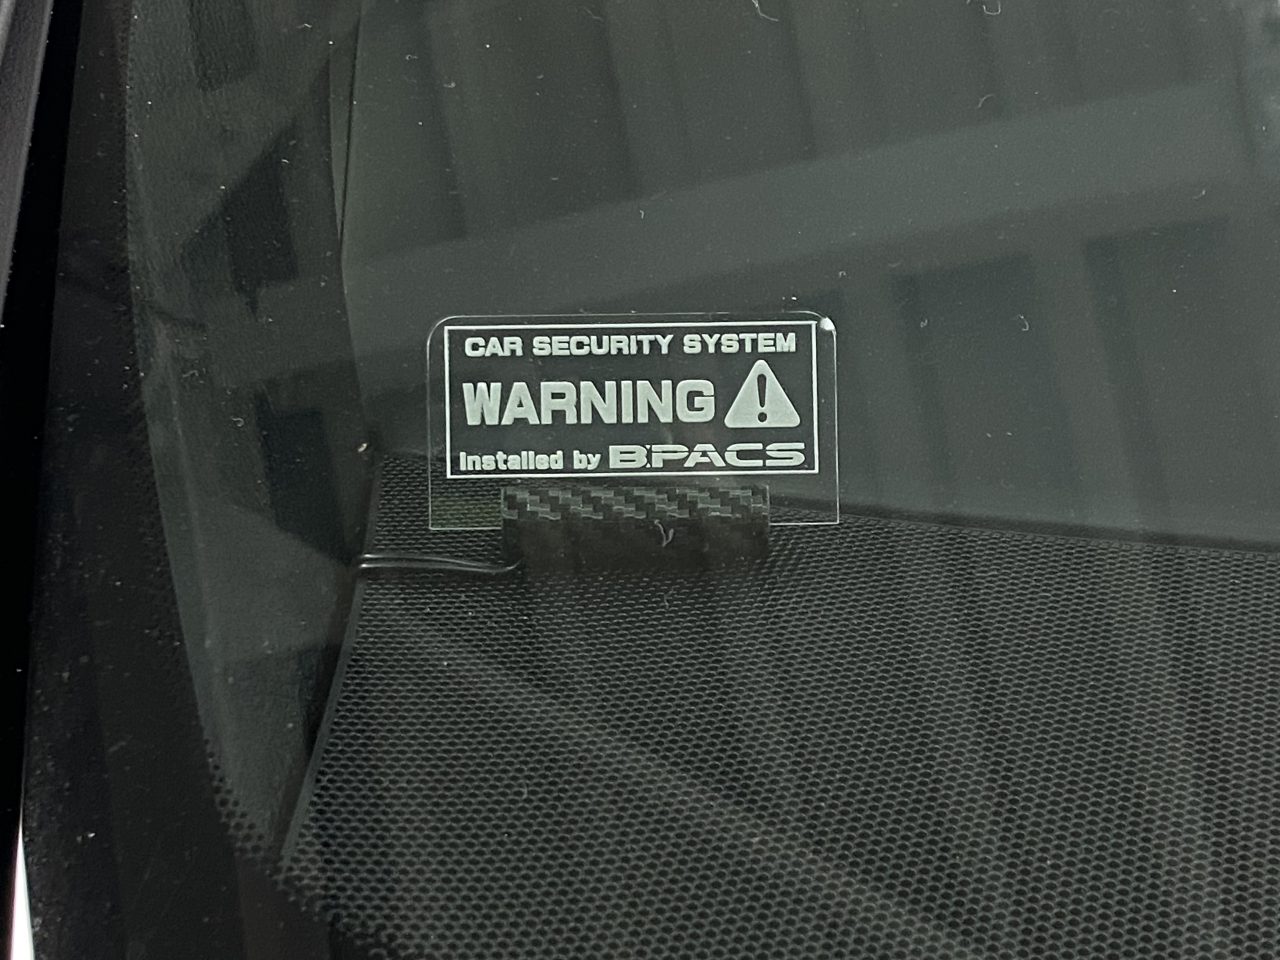 CAR SECURITY SYSTEM
WARNING
Installed by B.PACS